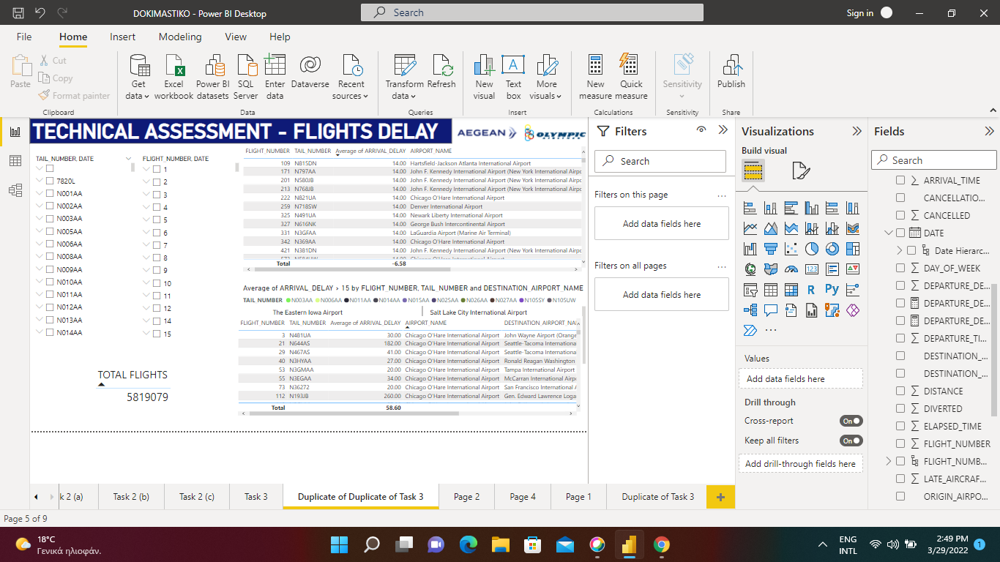 DOKIMASTIKO - Power BI Desktop
Search
Sign in
File Home Insert Modeling View Help
Paste
Cut
Copy
Format painter
Clipboard
Get data
Excel workbook
Power BI datasets
SQL Server
Enter data
Dataverse
Recent sources
Data
Transform data
Refresh
Queries
New visual
Text box
More visuals
Insert
New measure
Quick measure
Calculations
Sensitivity
Sensitivity
Publish
Share
TECHNICAL ASSESSMENT - FLIGHTS DELAY
AEGEAN
OLYMPIC
TAIL_NUMBER, DATE
7820L
N001AA
N002AA
N003AA
N005AA
N006AA
N008AA
N009AA
N010AA
N011AA
N012AA
N013AA
N014AA
FLIGHT_NUMBER, DATE
1
2
3
4
5
6
7
8
9
10
11
12
14
15
TOTAL FLIGHTS
5819079
FLIGHT_NUMBER TAIL_NUMBER Average of ARRIVAL_DELAY AIRPORT_NAME
109 N815DN 14.00 Hartsfield-Jackson Atlanta International Airport
171 N797AA 14.00 John F. Kennedy International Airport (New York International Airpo
201 N580JB 14.00 John F. Kennedy International Airport (New York International Airpo
213 N768JB 14.00 John F. Kennedy International Airport (New York International Airpo
222 N821UA 14.00 Chicago O'Hare International Airport
259 N718SW 14.00 Denver International Airport
325 N491UA 14.00 Newark Liberty International Airport
327 N616NK 14.00 George Bush Intercontinental Airport
331 N3GFAA 14.00 LaGuardia Airport (Marine Air Terminal)
342 N369AA 14.00 Chicago O'Hare International Airport
421 N381DN 14.00 John F. Kennedy International Airport (New York International Airpo
Total -6.58
Average of ARRIVAL_DELAY > 15 by FLIGHT_NUMBER, TAIL_NUMBER and DESTINATION_AIRPORT_NAME
TAIL NUMBER N003AA N006AA N011AA N014AA N015AA N025AA N026AA N027AA N105SY N105UW
The Eastern Iowa Airport Salt Lake City International Airport
FLIGHT_NUMBER TAIL_NUMBER Average of ARRIVAL_DELAY AIRPORT_NAME DESTINATION_AIRPORT_NA
3 N481UA 30.00 Chicago O'Hare International Airport John Wayne Airport (Orange
21 N644AS 182.00 Chicago O'Hare International Airport Seattle-Tacoma Internationa
29 N467AS 41.00 Chicago O'Hare International Airport Seattle-Tacoma Internationa
40 N3HYAA 27.00 Chicago O'Hare International Airport Ronald Reagan Washington
53 N3GMAA 20.00 Chicago O'Hare International Airport Tampa International Airport
55 N3EGAA 34.00 Chicago O'Hare International Airport McCarran International Airp
73 N36272 20.00 Chicago O'Hare International Airport San Francisco International A
112 N193JB 260.00 Chicago O'Hare International Airport Gen. Edward Lawrence Loga
Total 58.60
Filters
Search
Filters on this page ...
Add data fields here
Filters on all pages ...
Add data fields here
Visualizations
Build visual
123
R Py
...
Values
Add data fields here
Drill through
Cross-report On
Keep all filters On
Add drill-through fields here
Fields
Search
ARRIVAL_TIME
CANCELLATIO...
CANCELLED
DATE
Date Hierarc...
DAY_OF_WEEK
DEPARTURE_DE...
DEPARTURE_DE...
DEPARTURE_DE...
DEPARTURE_TI...
DESTINATION_...
DESTINATION_...
DISTANCE
DIVERTED
ELAPSED_TIME
FLIGHT_NUMBER
FLIGHT_NUMB...
LATE_AIRCRAF...
ORIGIN_AIRPO...
k 2 (a) Task 2 (b) Task 2 (c) Task 3 Duplicate of Duplicate of Task 3 Page 2 Page 4 Page 1 Duplicate of Task 3 +
Page 5 of 9
18°C
Γενικά ηλιοφάν.
ENG
INTL
2:49 PM
3/29/2022
1